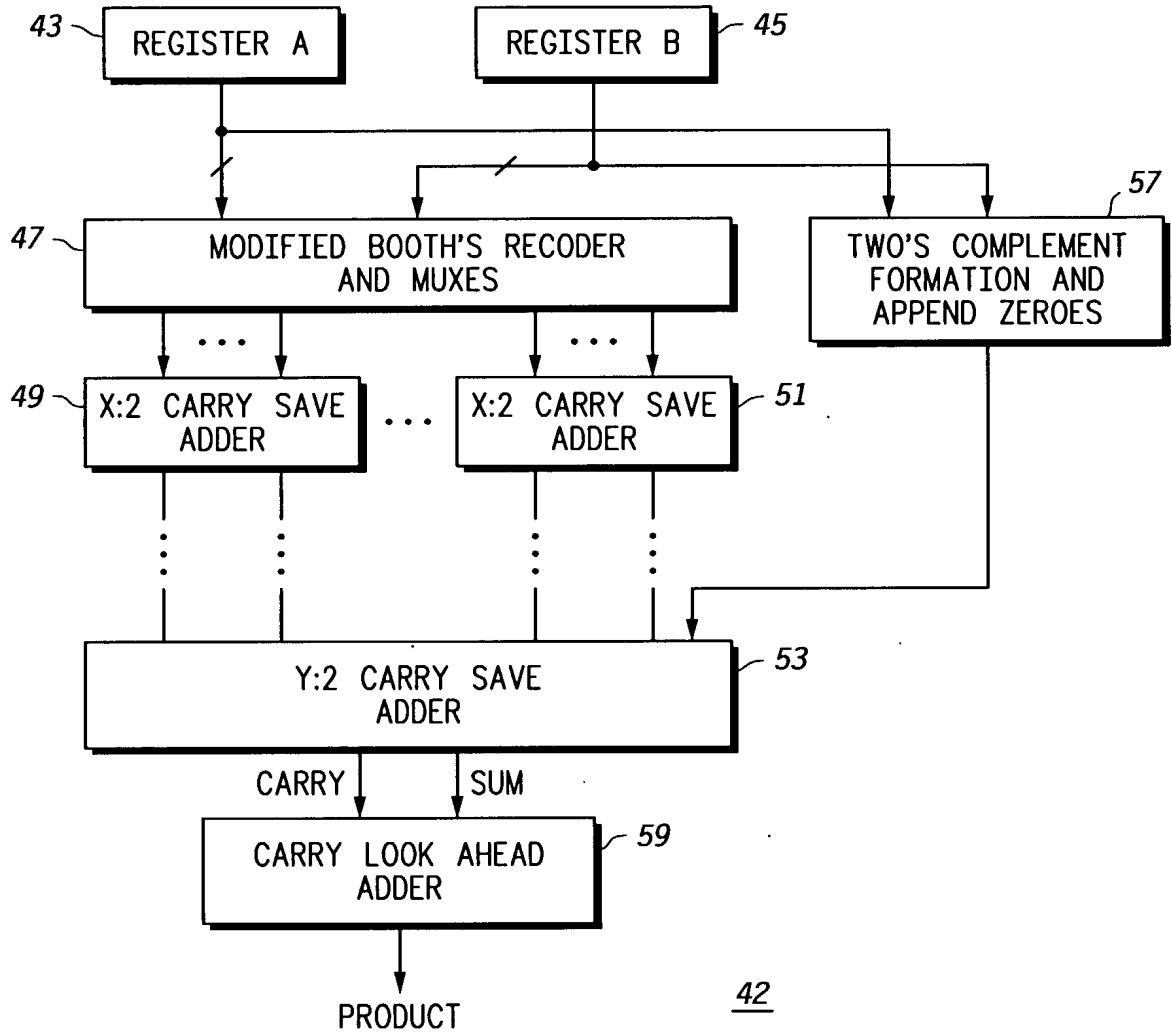 43
REGISTER A
REGISTER B
45
47
MODIFIED BOOTH'S RECODER
AND MUXES
57
TWO'S COMPLEMENT
FORMATION AND
APPEND ZEROES
49
X:2 CARRY SAVE
ADDER
X:2 CARRY SAVE
ADDER
51
Y:2 CARRY SAVE
ADDER
53
CARRY
SUM
CARRY LOOK AHEAD
ADDER
59
PRODUCT
42